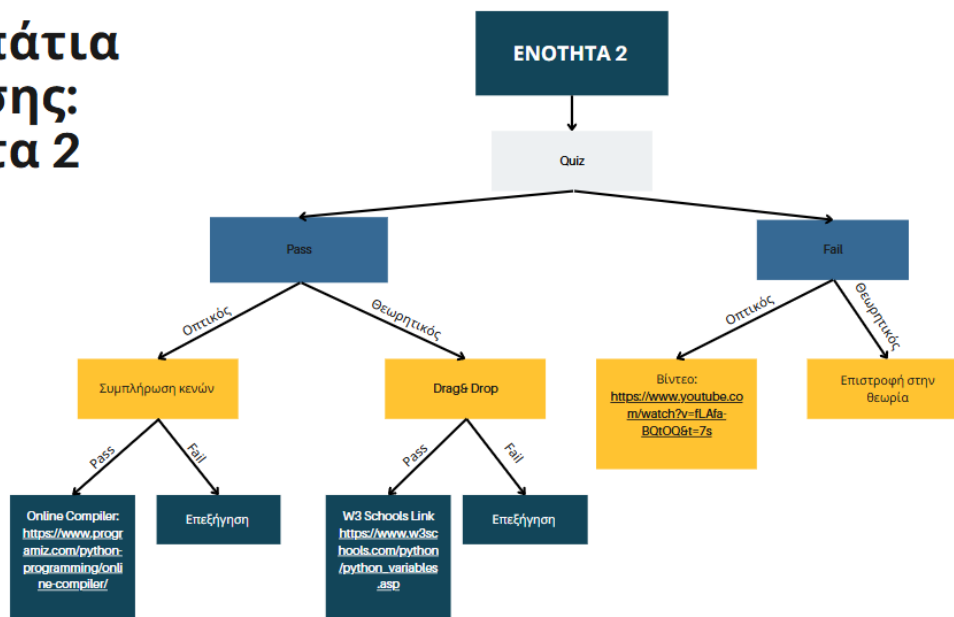 πάτια
σης:
τα 2
ΕΝΟΤΗΤΑ 2
Quiz
Pass
Fail
Οπτικός
Θεωρητικός
Οπτικός
Θεωρητικός
Συμπλήρωση κενών
Drag& Drop
Βίντεο:
https://www.youtube.co
m/watch?v=fLAfa-
BQtOQ&t=7s
Επιστροφή στην
θεωρία
Pass
Fail
Pass
Fail
Online Compiler:
https://www.progr
amiz.com/python-
programming/onli
ne-compiler/
Επεξήγηση
W3 Schools Link
https://www.w3sc
hools.com/python
/python_variables
.asp
Επεξήγηση